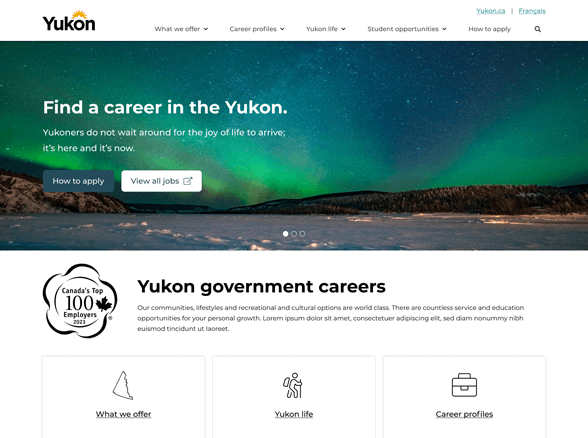 Yukon.ca | Français
Yukon
What we offer
Career profiles
Yukon life
Student opportunities
How to apply
Find a career in the Yukon.
Yukoners do not wait around for the joy of life to arrive;
it's here and it's now.
How to apply
View all jobs
Canada's Top
100
Employers
2023
®
Yukon government careers
Our communities, lifestyles and recreational and cultural options are world class. There are countless service and education
opportunities for your personal growth. Lorem ipsum dolor sit amet, consectetuer adipiscing elit, sed diam nonummy nibh
euismod tincidunt ut laoreet.
What we offer
Yukon life
Career profiles